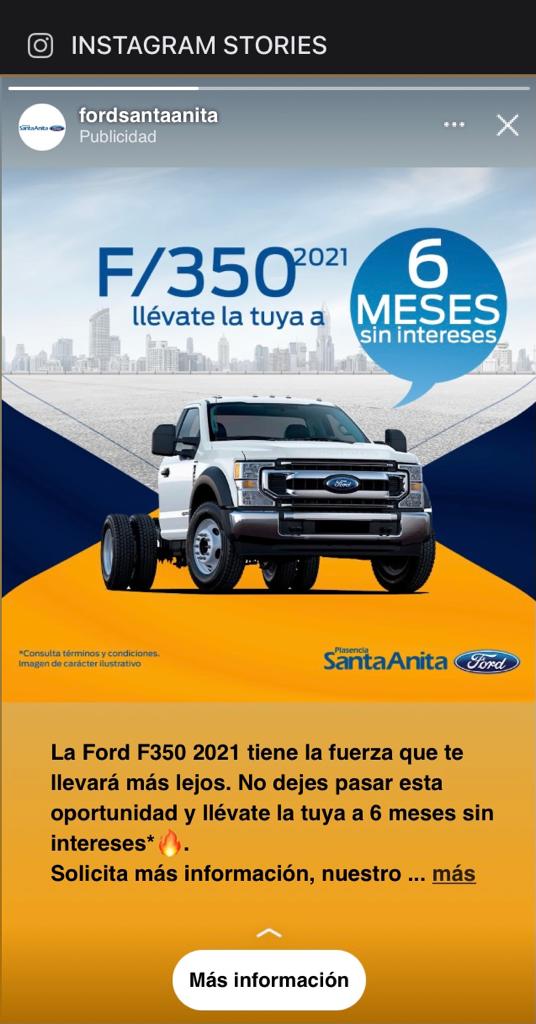 INSTAGRAM STORIES
fordsantaanita
Publicidad
F/350 2021
llévate la tuya a
6
MESES
sin intereses
Ford
*Consulta términos y condiciones.
Imagen de carácter ilustrativo
Plasencia
SantaAnita Ford
La Ford F350 2021 tiene la fuerza que te
llevará más lejos. No dejes pasar esta
oportunidad y llévate la tuya a 6 meses sin
intereses*🔥.
Solicita más información, nuestro ... más
Más información